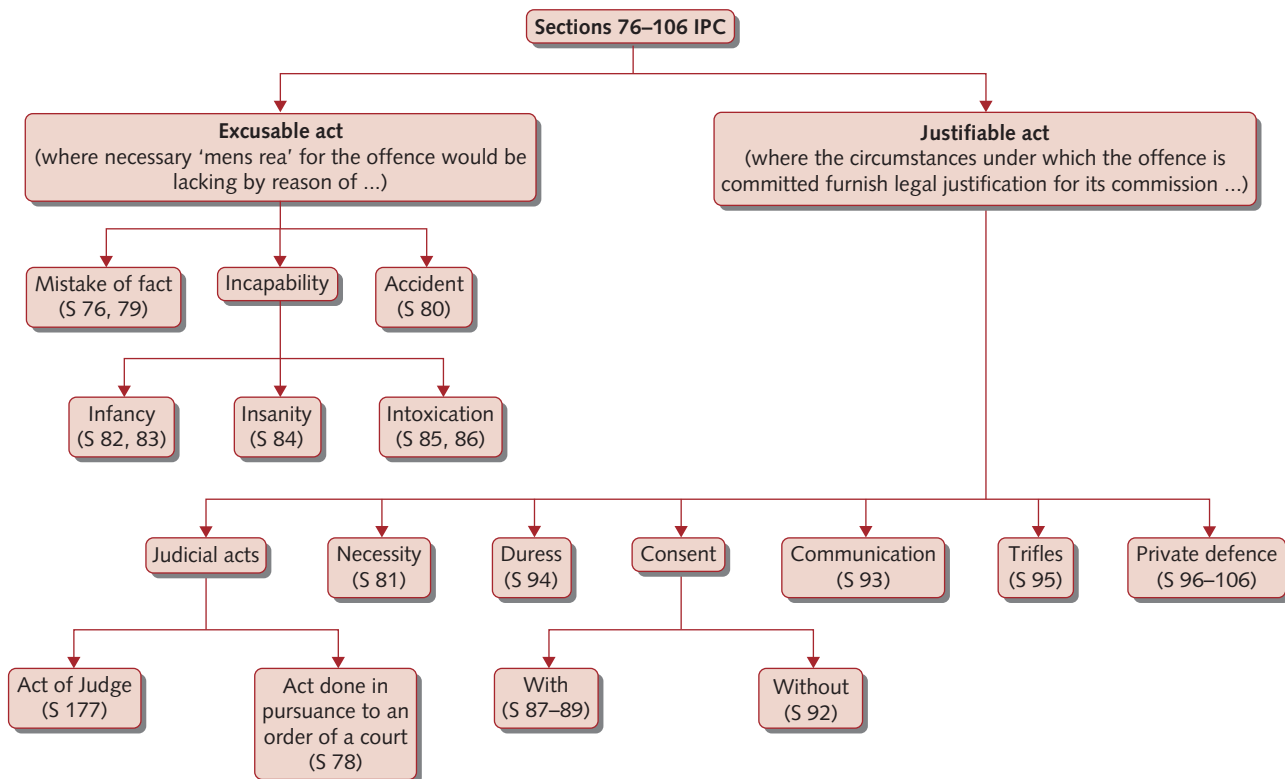 Sections 76–106 IPC
Excusable act
(where necessary ‘mens rea’ for the offence would be
lacking by reason of ...)
Justifiable act
(where the circumstances under which the offence is
committed furnish legal justification for its commission ...)
Mistake of fact
(S 76, 79)
Incapability
Accident
(S 80)
Infancy
(S 82, 83)
Insanity
(S 84)
Intoxication
(S 85, 86)
Judicial acts
Necessity
(S 81)
Duress
(S 94)
Consent
Communication
(S 93)
Trifles
(S 95)
Private defence
(S 96–106)
Act of Judge
(S 177)
Act done in
pursuance to an
order of a court
(S 78)
With
(S 87–89)
Without
(S 92)